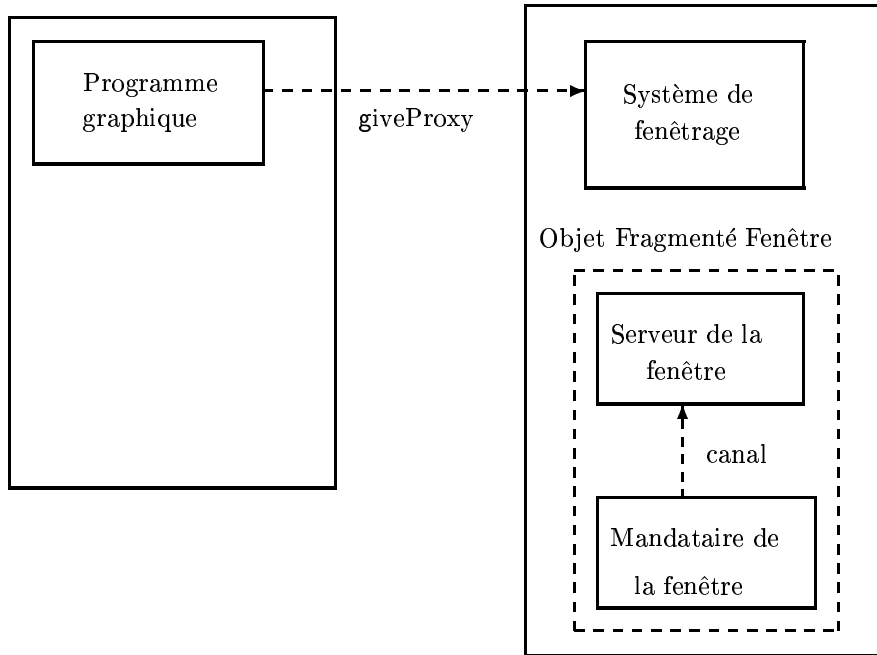 Programme
graphique
giveProxy
Système de
fenêtrage
Objet Fragmenté Fenêtre
Serveur de la
fenêtre
canal
Mandataire de
la fenêtre